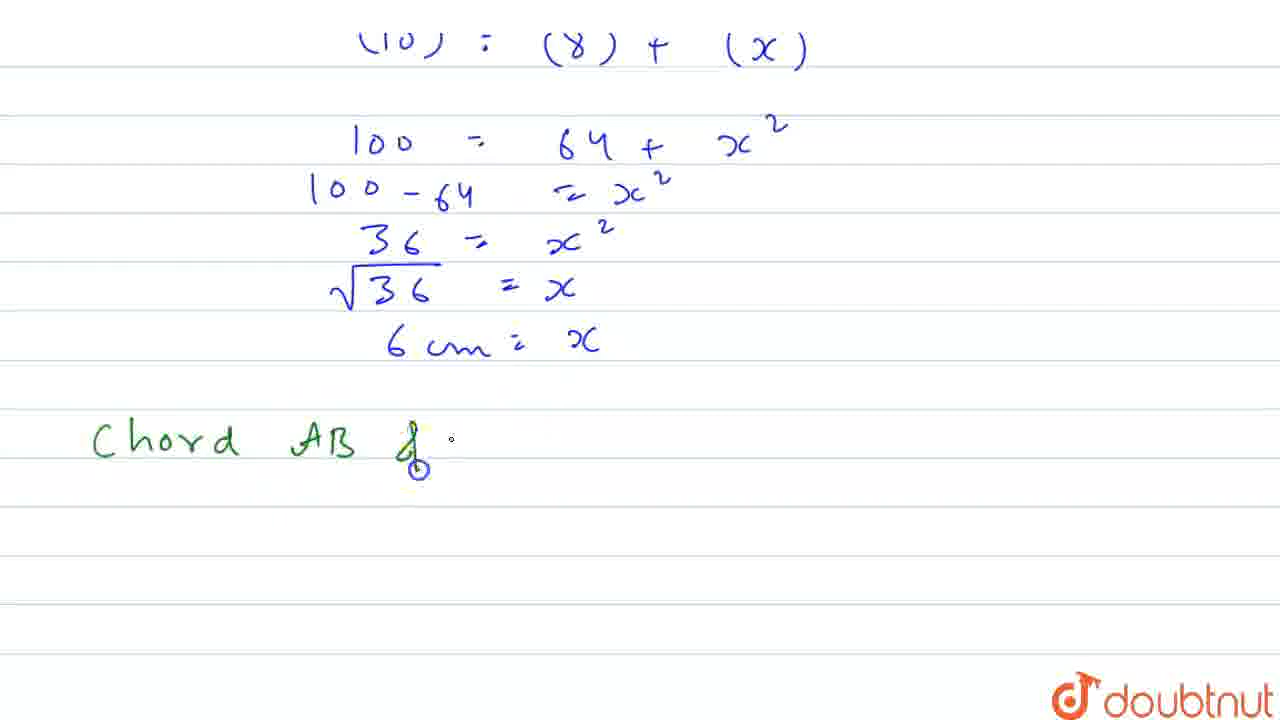 (10) = (8) + (x)
100 = 64 + x²
100 - 64 = x²
36 = x²
√36 = x
6 cm = x
Chord AB &
doubtnut